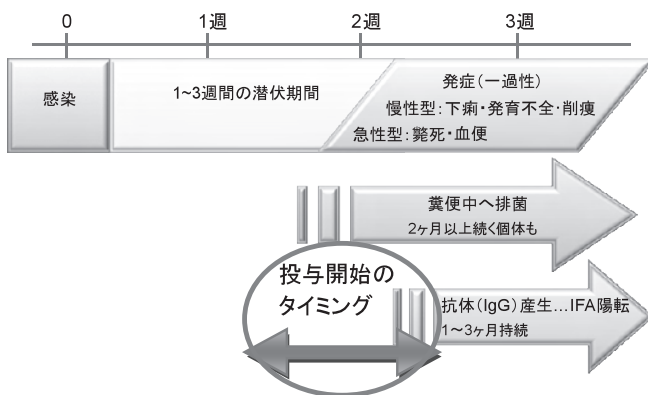 0
1週
2週
3週
感染
1~3週間の潜伏期間
発症(一過性)
慢性型:下痢・発育不全・削痩
急性型:斃死・血便
糞便中へ排菌
2ヶ月以上続く個体も
投与開始の
タイミング
抗体(IgG)産生…IFA陽転
1~3ヶ月持続